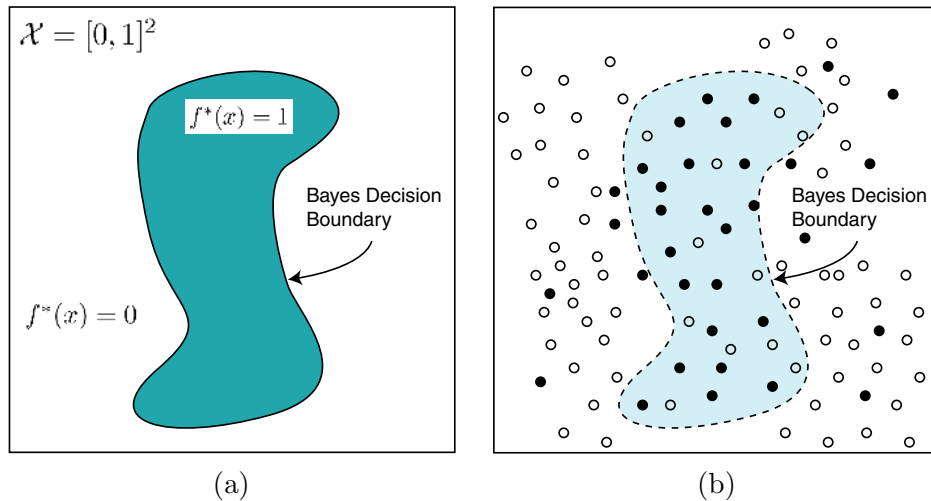 𝒳 = [0, 1]²
f*(x) = 1
Bayes Decision
Boundary
f*(x) = 0
(a)
Bayes Decision
Boundary
(b)